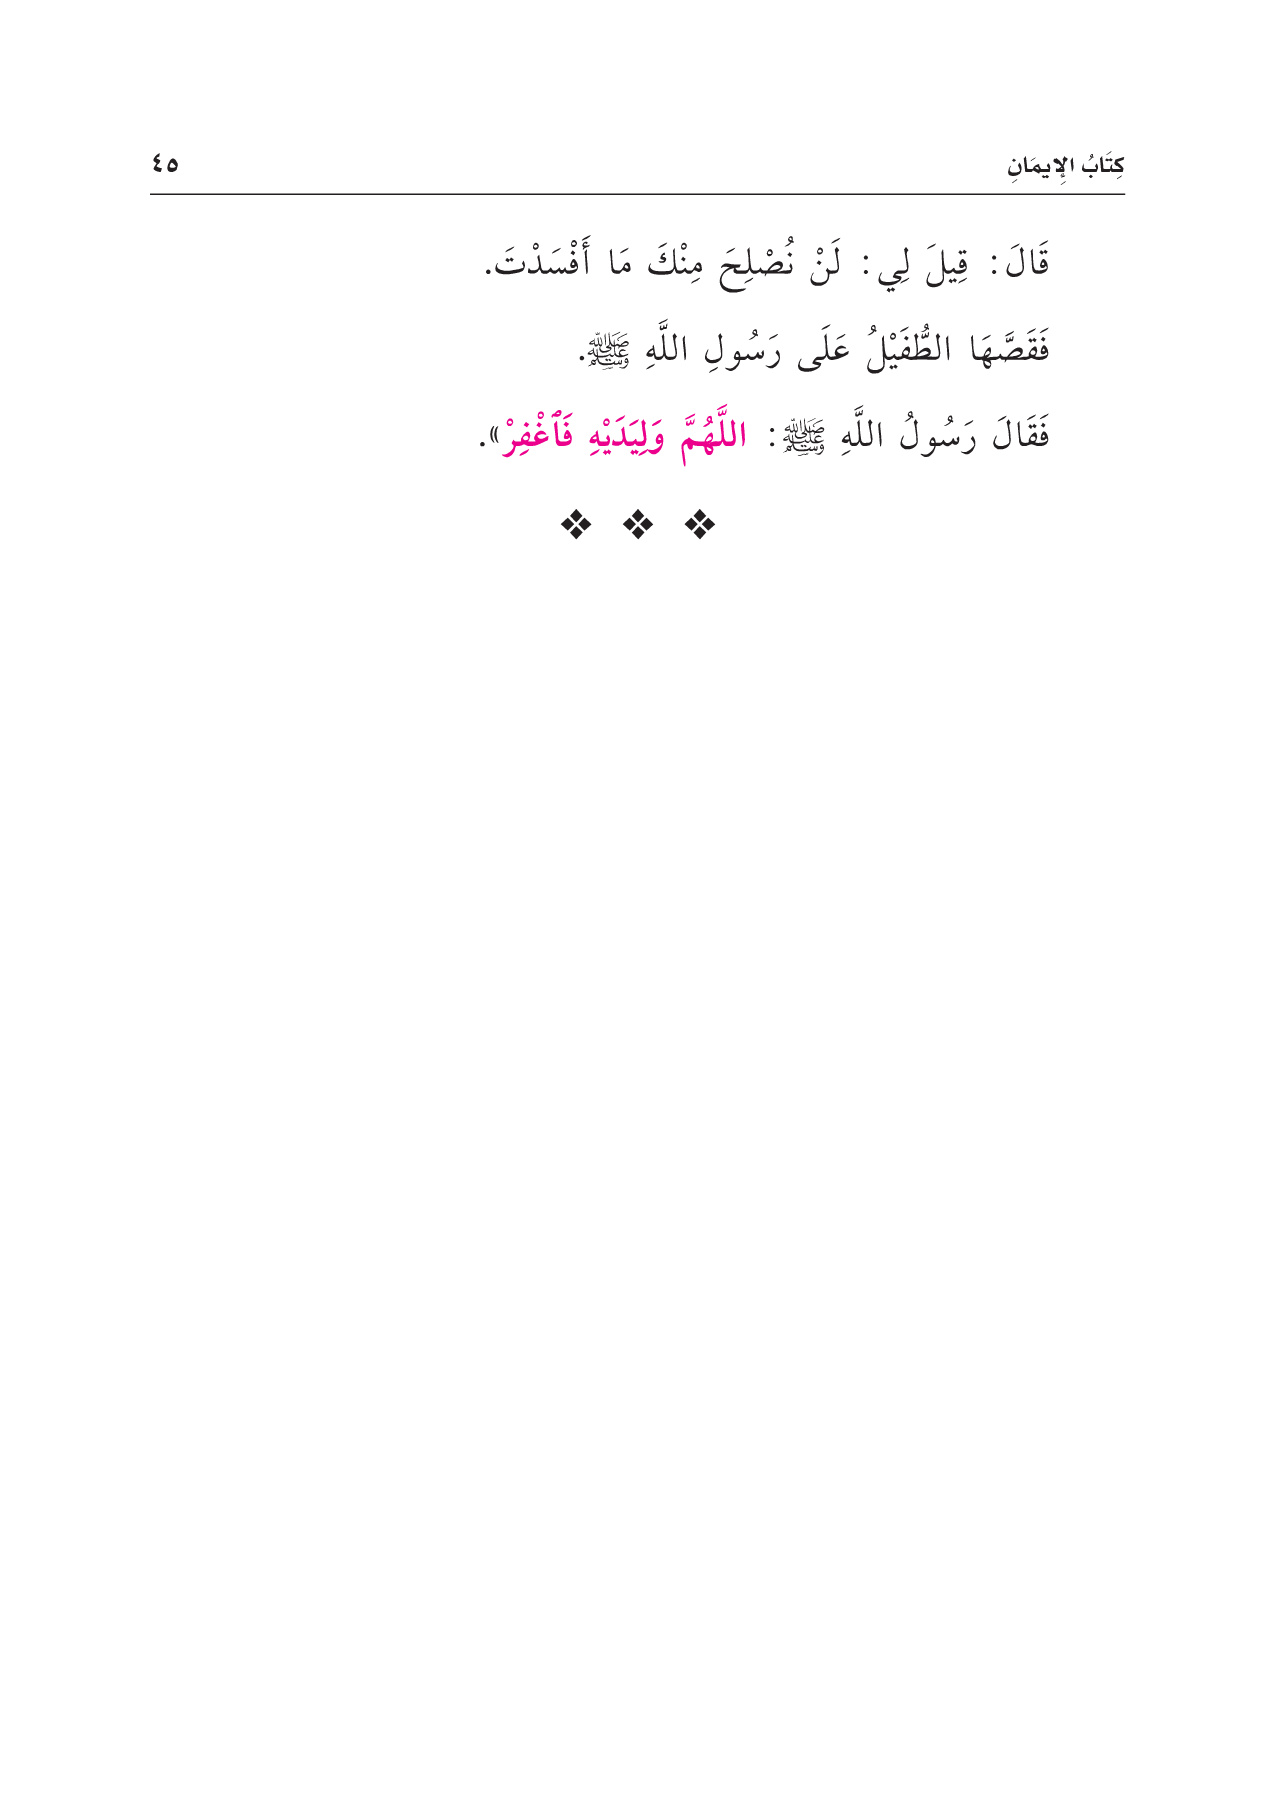 كِتَابُ الإِيمَانِ ٤٥
قَالَ: قِيلَ لِي: لَنْ نُصْلِحَ مِنْكَ مَا أَفْسَدْتَ.
فَقَصَّهَا الطُّفَيْلُ عَلَى رَسُولِ اللَّهِ ﷺ.
فَقَالَ رَسُولُ اللَّهِ ﷺ: اللَّهُمَّ وَلِيَدَيْهِ فَٱغْفِرْ».